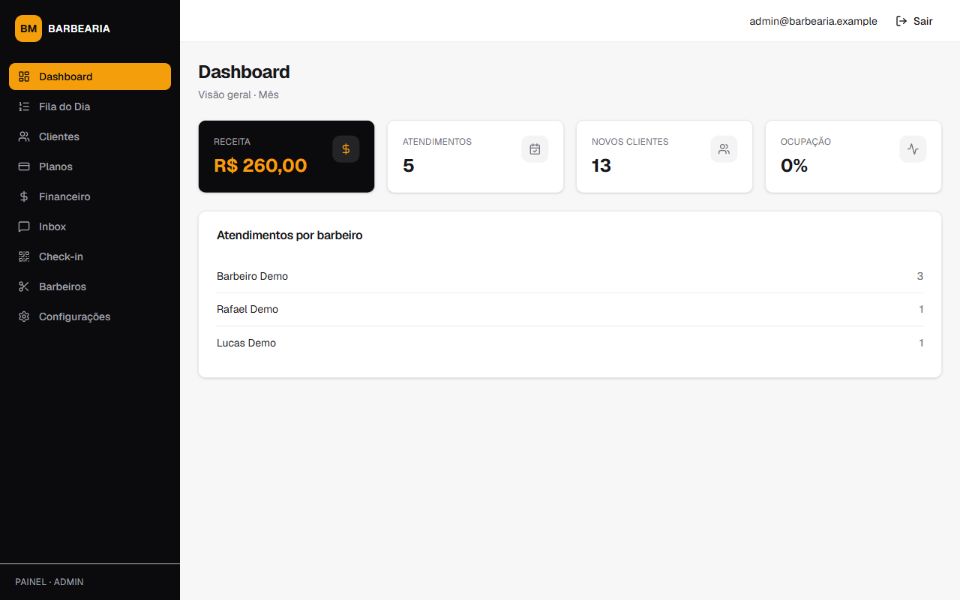 BM BARBEARIA
Dashboard
Fila do Dia
Clientes
Planos
Financeiro
Inbox
Check-in
Barbeiros
Configurações
PAINEL · ADMIN
admin@barbearia.example Sair
Dashboard
Visão geral · Mês
RECEITA
R$ 260,00
ATENDIMENTOS
5
NOVOS CLIENTES
13
OCUPAÇÃO
0%
Atendimentos por barbeiro
Barbeiro Demo 3
Rafael Demo 1
Lucas Demo 1